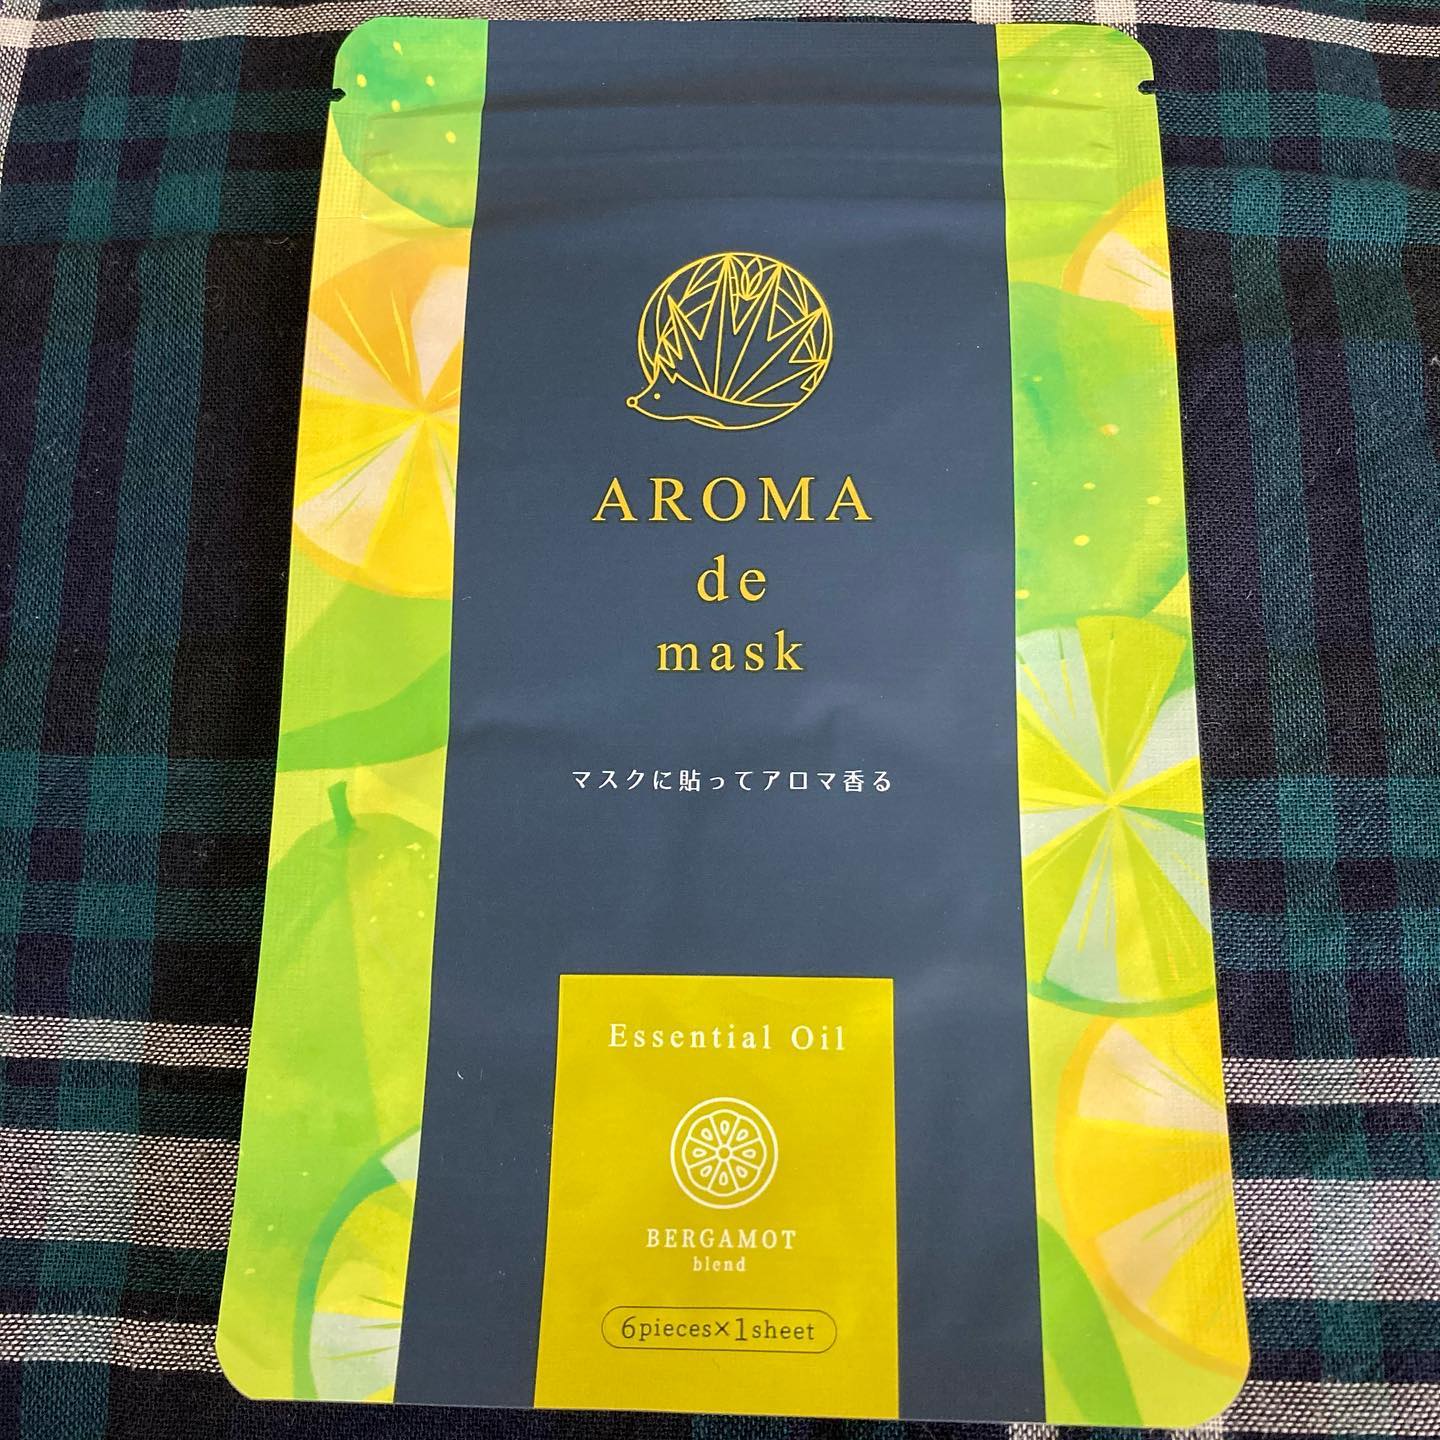 AROMA
de
mask
マスクに貼ってアロマ香る
Essential Oil
BERGAMOT
blend
6pieces×1sheet